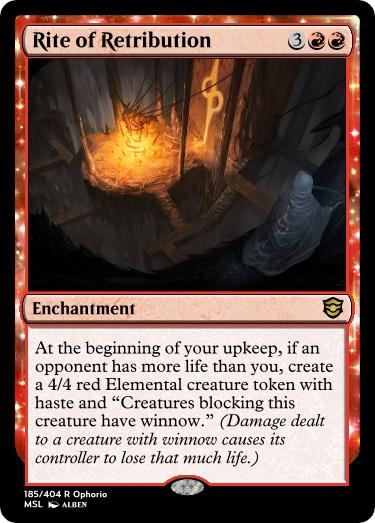 Rite of Retribution 3
Enchantment
At the beginning of your upkeep, if an
opponent has more life than you, create
a 4/4 red Elemental creature token with
haste and “Creatures blocking this
creature have winnow.” (Damage dealt
to a creature with winnow causes its
controller to lose that much life.)
185/404 R Ophorio
MSL ALBEN